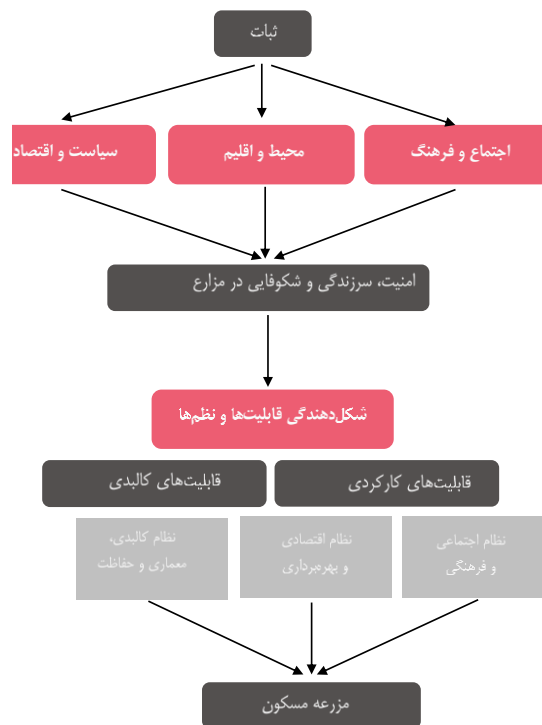 ثبات
اجتماع و فرهنگ
محیط و اقلیم
سیاست و اقتصاد
امنیت، سرزندگی و شکوفایی در مزارع
شکل‌دهندگی قابلیت‌ها و نظم‌ها
قابلیت‌های کارکردی
قابلیت‌های کالبدی
نظام اجتماعی
و فرهنگی
نظام اقتصادی
و بهره‌برداری
نظام کالبدی،
معماری و حفاظت
مزرعه مسکون